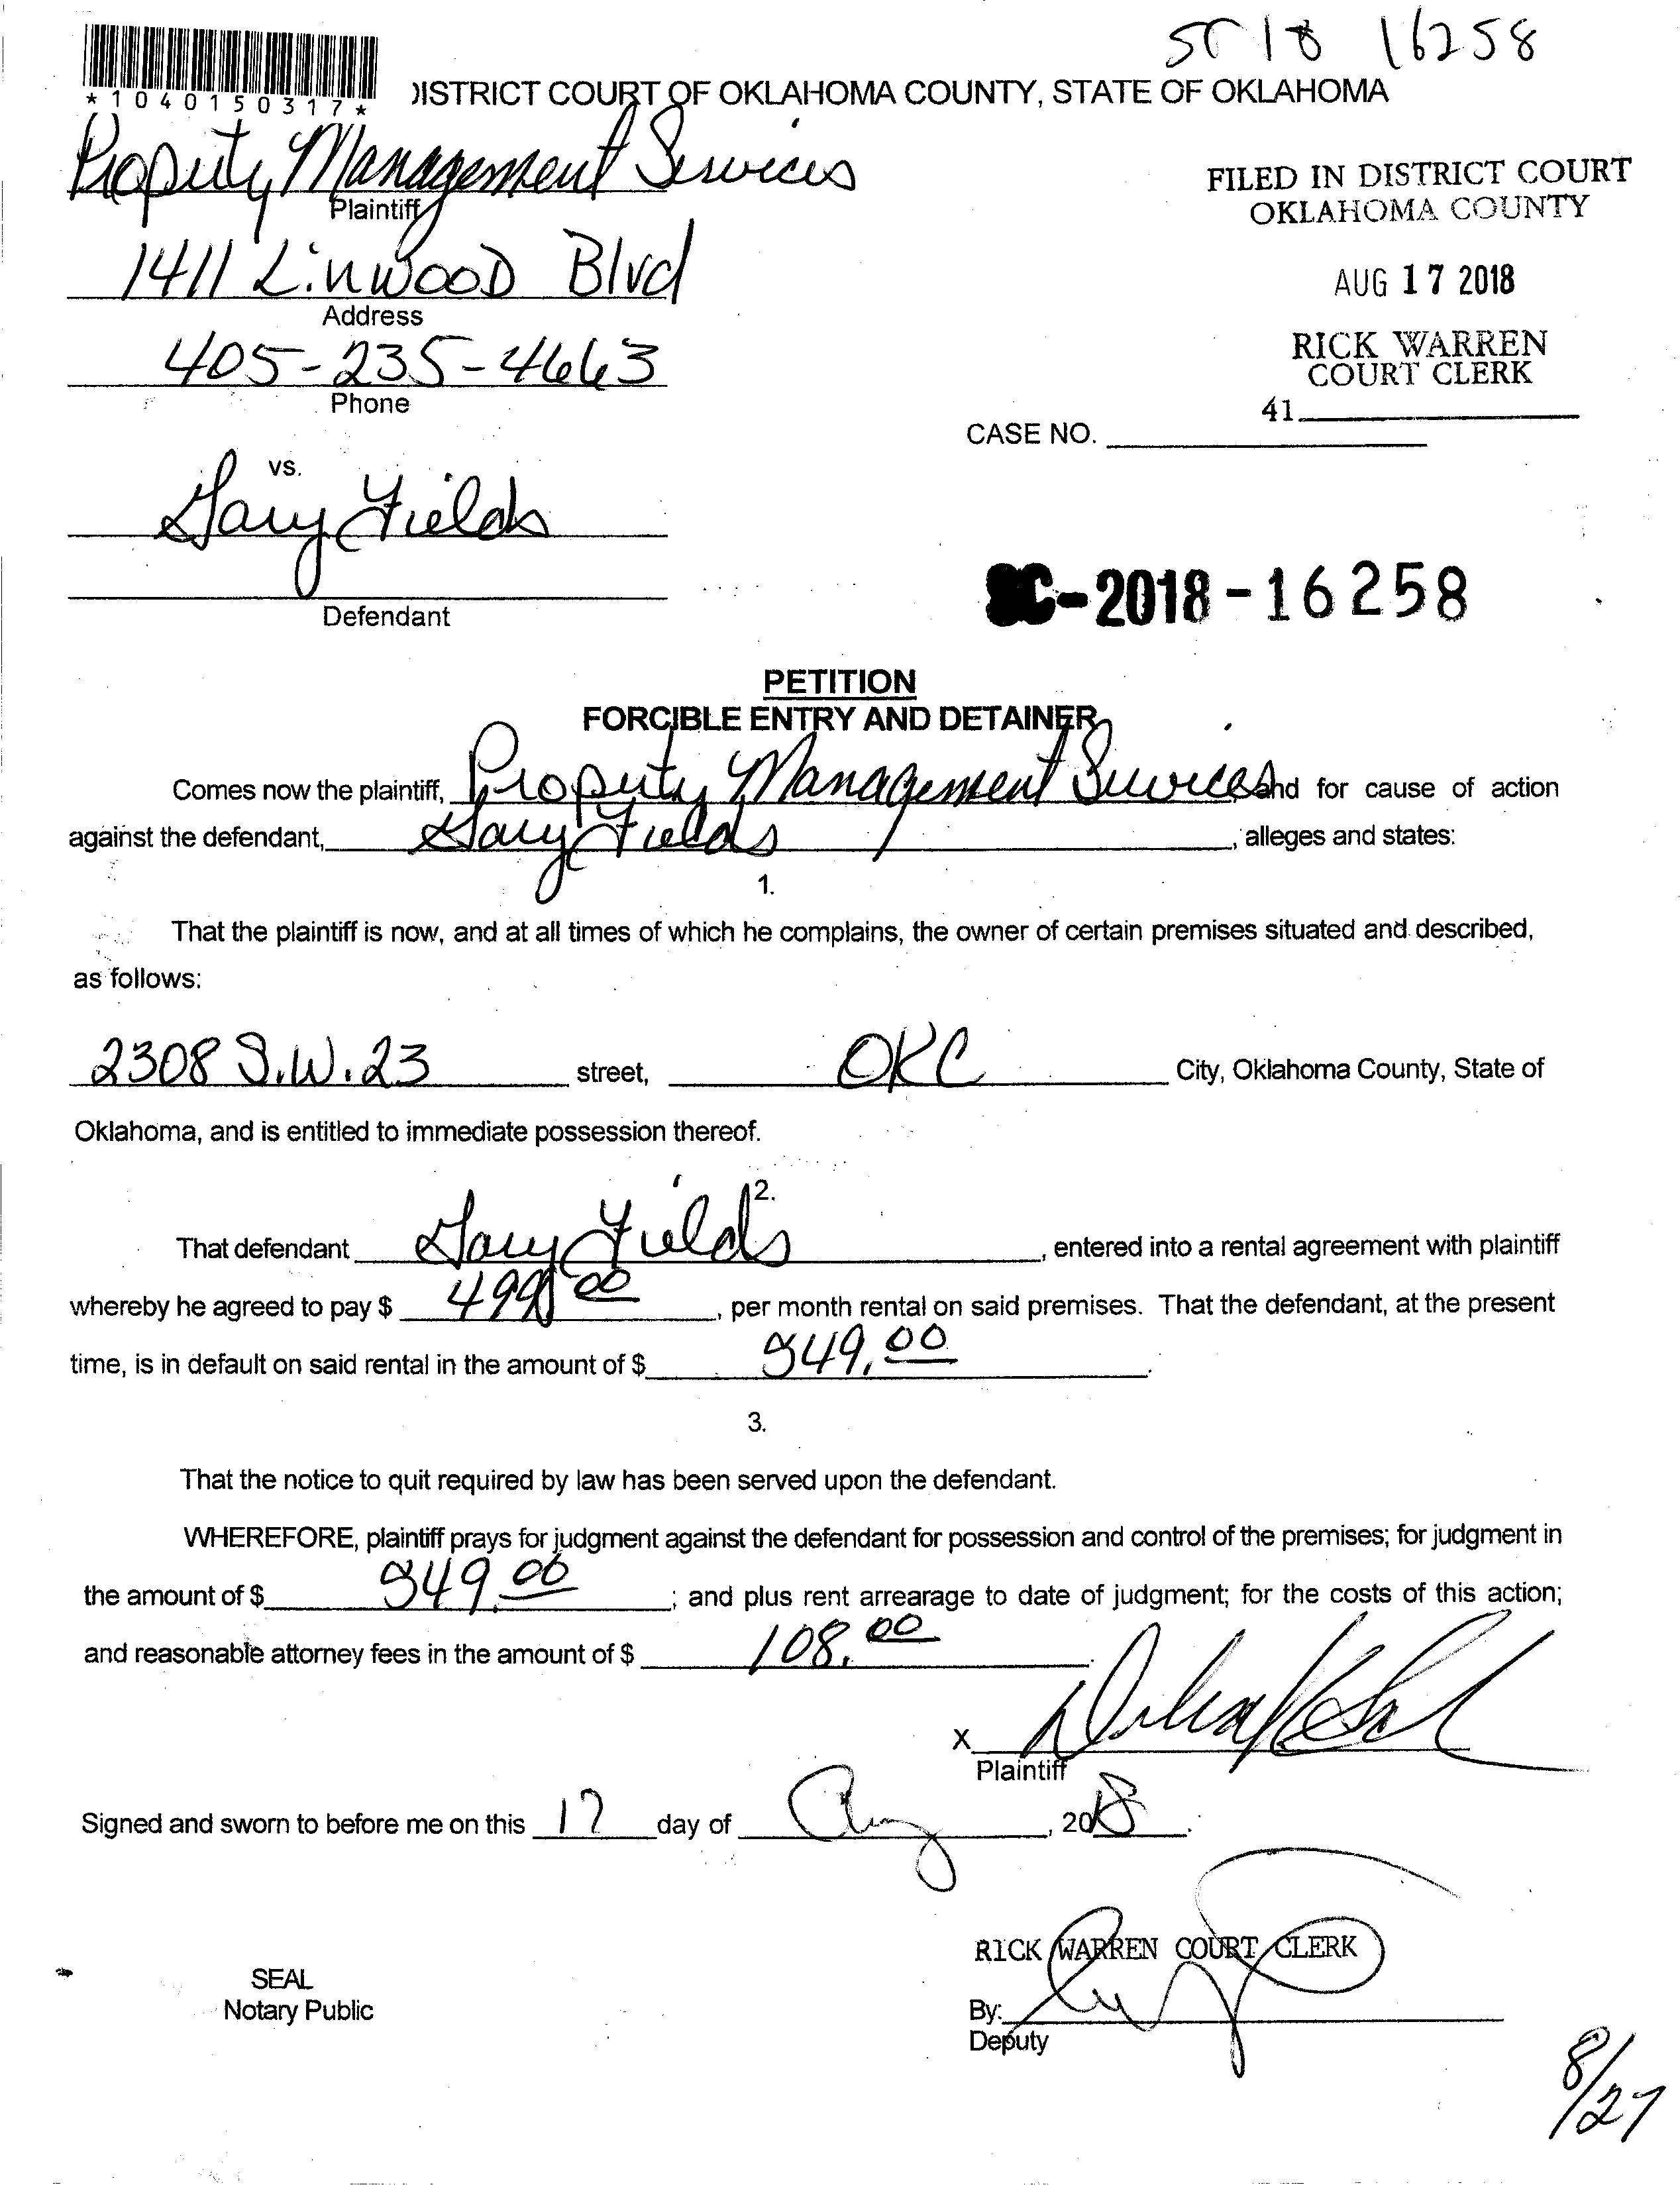 SC 18 16258
*1040150317*
DISTRICT COURT OF OKLAHOMA COUNTY, STATE OF OKLAHOMA
Property Management Services
Plaintiff
FILED IN DISTRICT COURT
OKLAHOMA COUNTY
1411 Linwood Blvd
Address
AUG 17 2018
405-235-4663
Phone
RICK WARREN
COURT CLERK
41
CASE NO.
vs.
Gary Fields
Defendant
SC-2018-16258
PETITION
FORCIBLE ENTRY AND DETAINER
Comes now the plaintiff, Property Management Services and for cause of action
against the defendant, Gary Fields, alleges and states:
1.
That the plaintiff is now, and at all times of which he complains, the owner of certain premises situated and described,
as follows:
2308 S.W. 23 street, OKC City, Oklahoma County, State of
Oklahoma, and is entitled to immediate possession thereof.
2.
That defendant Gary Fields, entered into a rental agreement with plaintiff
whereby he agreed to pay $ 499 00, per month rental on said premises. That the defendant, at the present
time, is in default on said rental in the amount of $ 549.00.
3.
That the notice to quit required by law has been served upon the defendant.
WHEREFORE, plaintiff prays for judgment against the defendant for possession and control of the premises; for judgment in
the amount of $ 549.00; and plus rent arrearage to date of judgment; for the costs of this action;
and reasonable attorney fees in the amount of $ 108.00.
X
Plaintiff
Signed and sworn to before me on this 17 day of Aug, 2018.
RICK WARREN COURT CLERK
SEAL
Notary Public
By:
Deputy
8/27